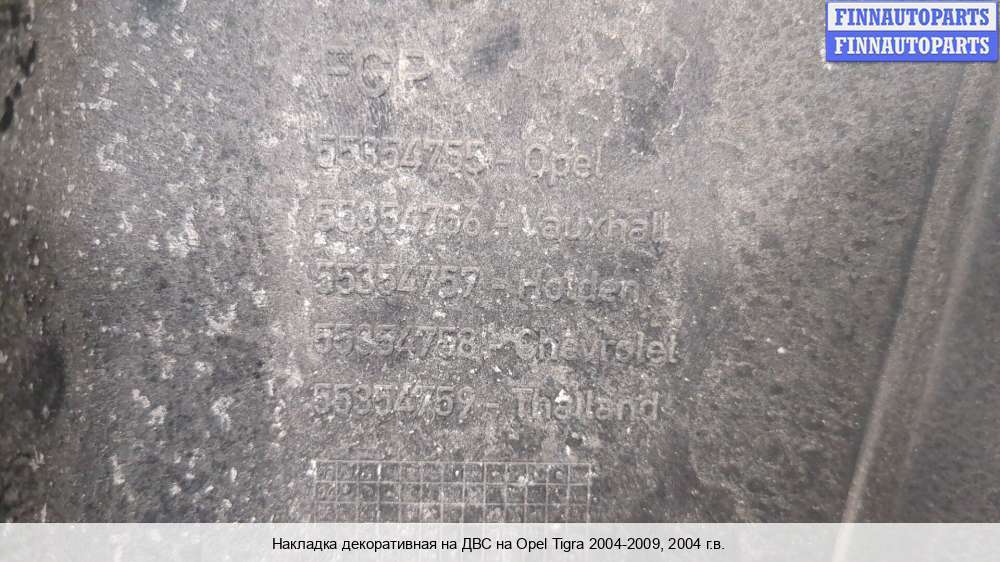 FINNAUTOPARTS
FINNAUTOPARTS
FGP
55354755 - Opel
55354756 - Vauxhall
55354757 - Holden
55354758 - Chevrolet
55354759 - Thailand
Накладка декоративная на ДВС на Opel Tigra 2004-2009, 2004 г.в.